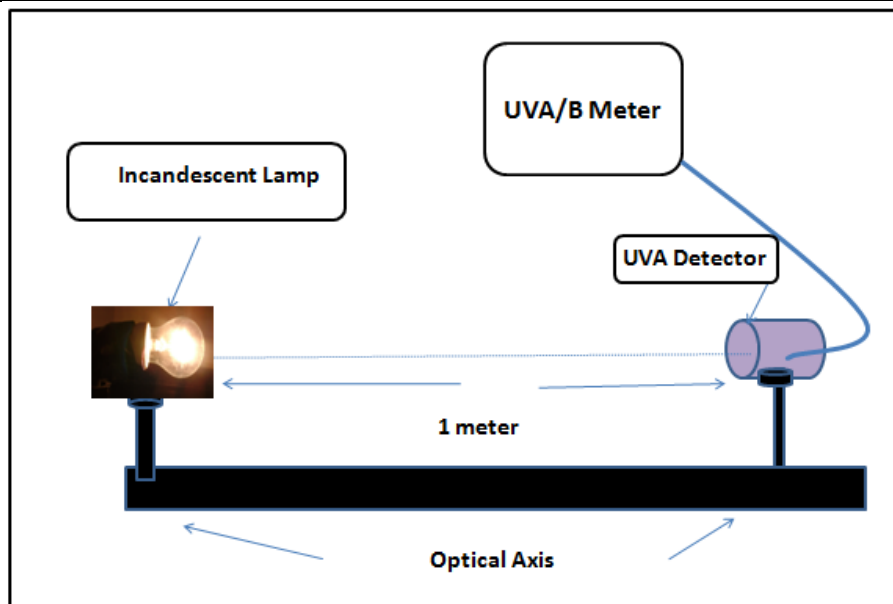 UVA/B Meter
Incandescent Lamp
UVA Detector
1 meter
Optical Axis